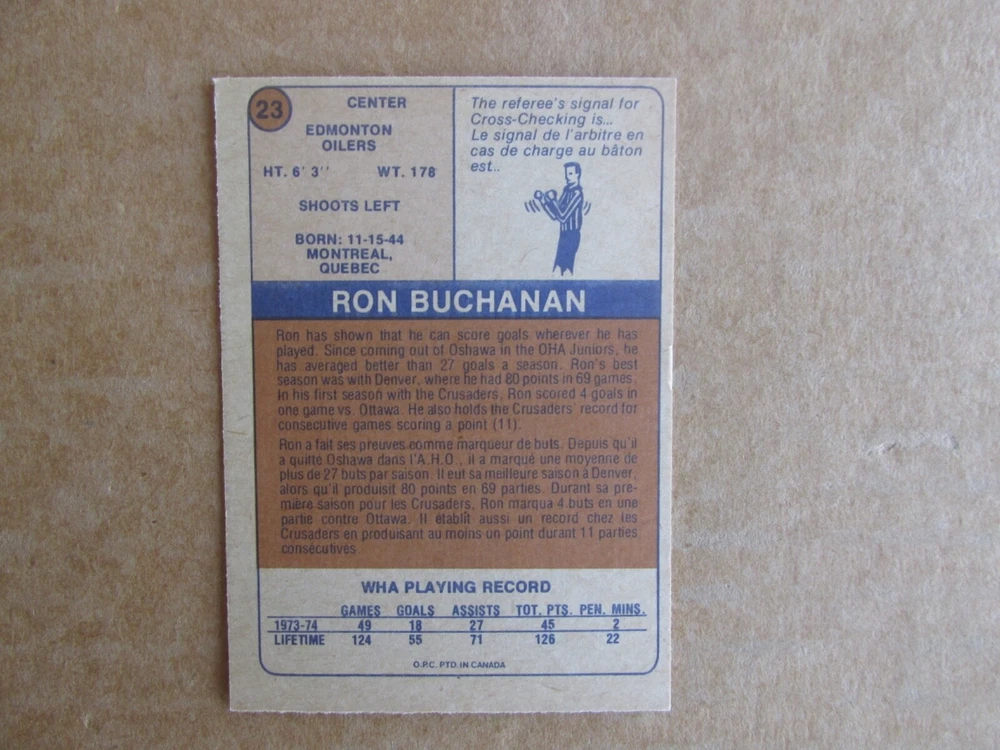 23
CENTER
EDMONTON
OILERS
HT. 6' 3'' WT. 178
SHOOTS LEFT
BORN: 11-15-44
MONTREAL,
QUEBEC
The referee's signal for
Cross-Checking is...
Le signal de l'arbitre en
cas de charge au bâton
est...
RON BUCHANAN
Ron has shown that he can score goals wherever he has
played. Since coming out of Oshawa in the OHA Juniors, he
has averaged better than 27 goals a season. Ron's best
season was with Denver, where he had 80 points in 69 games.
In his first season with the Crusaders, Ron scored 4 goals in
one game vs. Ottawa. He also holds the Crusaders' record for
consecutive games scoring a point (11).
Ron a fait ses preuves comme marqueur de buts. Depuis qu'il
a quitté Oshawa dans l'A.H.O., il a marqué une moyenne de
plus de 27 buts par saison. Il eut sa meilleure saison à Denver,
alors qu'il produisit 80 points en 69 parties. Durant sa pre-
mière saison pour les Crusaders, Ron marqua 4 buts en une
partie contre Ottawa. Il établit aussi un record chez les
Crusaders en produisant au moins un point durant 11 parties
consécutives.
WHA PLAYING RECORD
GAMES GOALS ASSISTS TOT. PTS. PEN. MINS.
1973-74 49 18 27 45 2
LIFETIME 124 55 71 126 22
O.P.C. PTD. IN CANADA